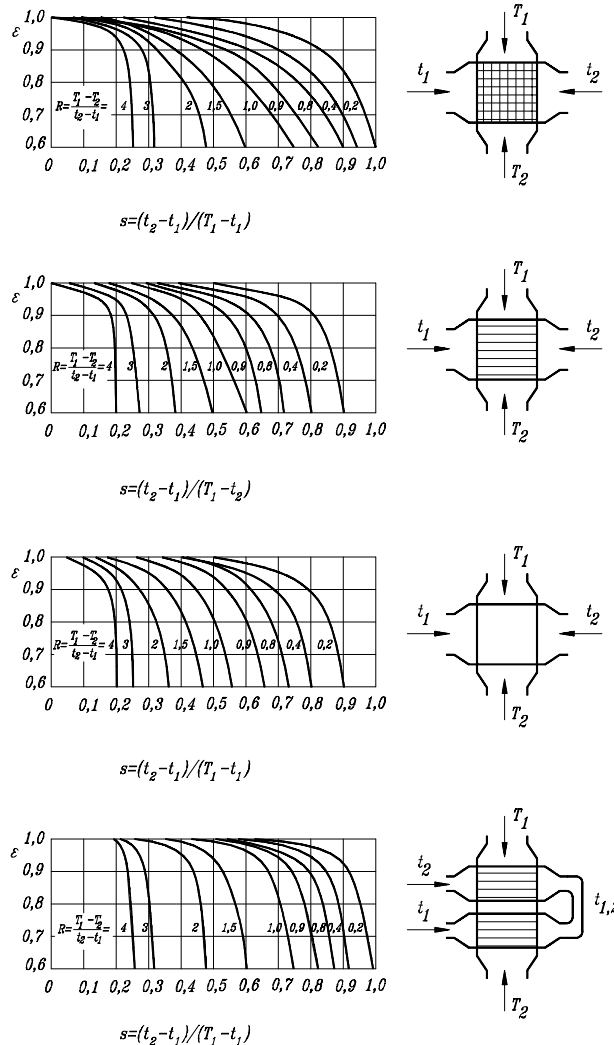 ε
1,0
0,9
0,8
0,7
0,6
R=(T₁-T₂)/(t₂-t₁)= 4 3 2 1,5 1,0 0,9 0,8 0,4 0,2
0 0,1 0,2 0,3 0,4 0,5 0,6 0,7 0,8 0,9 1,0
s=(t₂-t₁)/(T₁-t₁)
T₁
t₁
t₂
T₂
ε
1,0
0,9
0,8
0,7
0,6
R=(T₁-T₂)/(t₂-t₁)= 4 3 2 1,5 1,0 0,9 0,8 0,4 0,2
0 0,1 0,2 0,3 0,4 0,5 0,6 0,7 0,8 0,9 1,0
s=(t₂-t₁)/(T₁-t₂)
T₁
t₁
t₂
T₂
ε
1,0
0,9
0,8
0,7
0,6
R=(T₁-T₂)/(t₂-t₁)= 4 3 2 1,5 1,0 0,9 0,8 0,4 0,2
0 0,1 0,2 0,3 0,4 0,5 0,6 0,7 0,8 0,9 1,0
s=(t₂-t₁)/(T₁-t₁)
T₁
t₁
t₂
T₂
ε
1,0
0,9
0,8
0,7
0,6
R=(T₁-T₂)/(t₂-t₁)= 4 3 2 1,5 1,0 0,9 0,8 0,4 0,2
0 0,1 0,2 0,3 0,4 0,5 0,6 0,7 0,8 0,9 1,0
s=(t₂-t₁)/(T₁-t₁)
T₁
t₂
t₁
t₁,₂
T₂